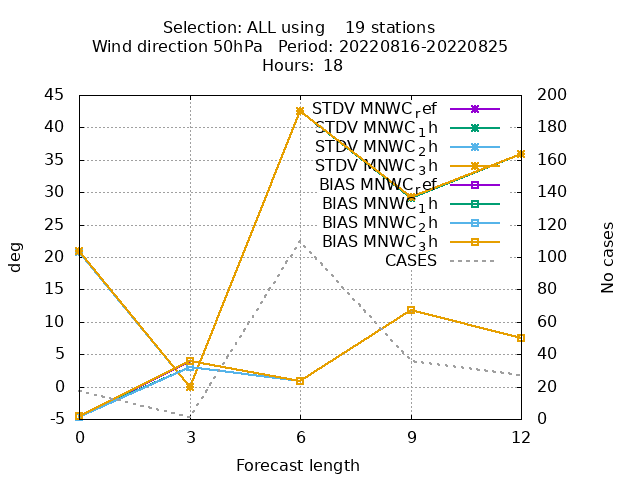 Selection: ALL using 19 stations
Wind direction 50hPa Period: 20220816-20220825
Hours: 18
deg
No cases
45
40
35
30
25
20
15
10
5
0
-5
200
180
160
140
120
100
80
60
40
20
0
STDV MNWC_ref
STDV MNWC_1h
STDV MNWC_2h
STDV MNWC_3h
BIAS MNWC_ref
BIAS MNWC_1h
BIAS MNWC_2h
BIAS MNWC_3h
CASES
0 3 6 9 12
Forecast length